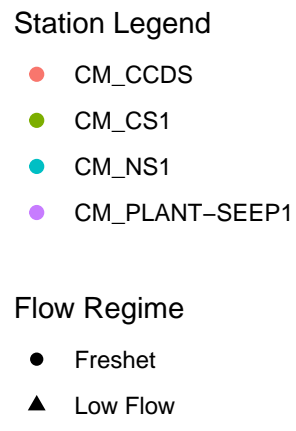 Station Legend
CM_CCDS
CM_CS1
CM_NS1
CM_PLANT−SEEP1
Flow Regime
Freshet
Low Flow